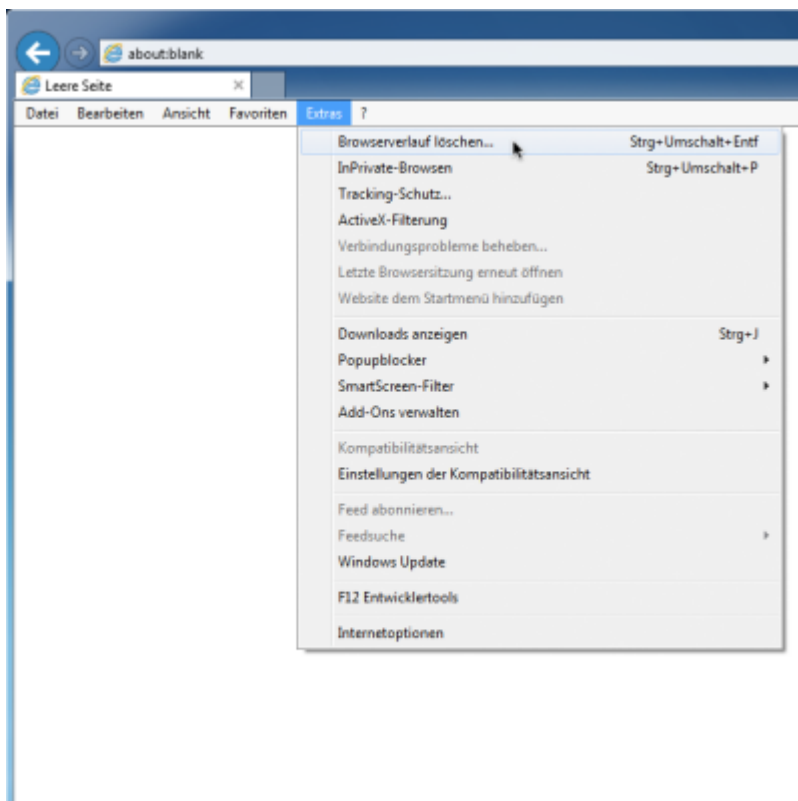 about:blank
Leere Seite
Datei Bearbeiten Ansicht Favoriten Extras ?
Browserverlauf löschen... Strg+Umschalt+Entf
InPrivate-Browsen Strg+Umschalt+P
Tracking-Schutz...
ActiveX-Filterung
Verbindungsprobleme beheben...
Letzte Browsersitzung erneut öffnen
Website dem Startmenü hinzufügen
Downloads anzeigen Strg+J
Popupblocker
SmartScreen-Filter
Add-Ons verwalten
Kompatibilitätsansicht
Einstellungen der Kompatibilitätsansicht
Feed abonnieren...
Feedsuche
Windows Update
F12 Entwicklertools
Internetoptionen